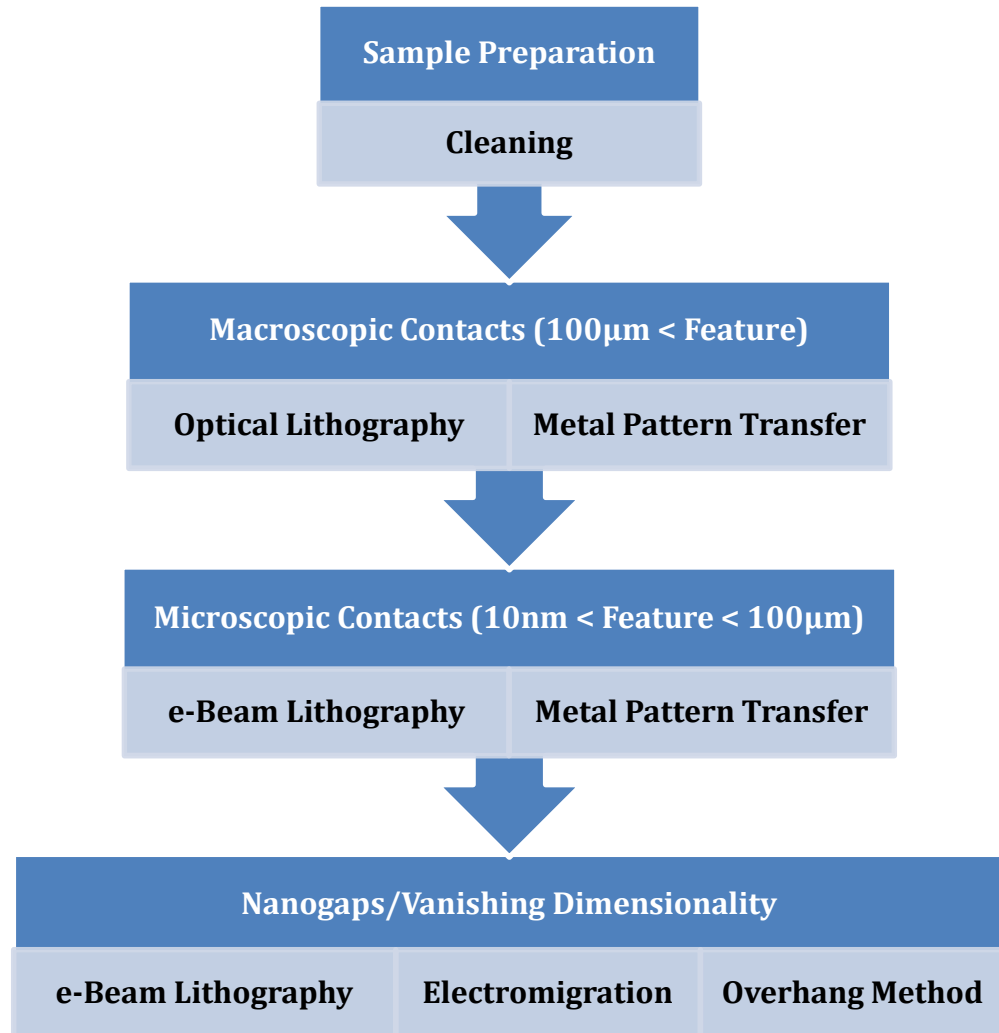 Sample Preparation
Cleaning
Macroscopic Contacts (100µm < Feature)
Optical Lithography
Metal Pattern Transfer
Microscopic Contacts (10nm < Feature < 100µm)
e-Beam Lithography
Metal Pattern Transfer
Nanogaps/Vanishing Dimensionality
e-Beam Lithography
Electromigration
Overhang Method